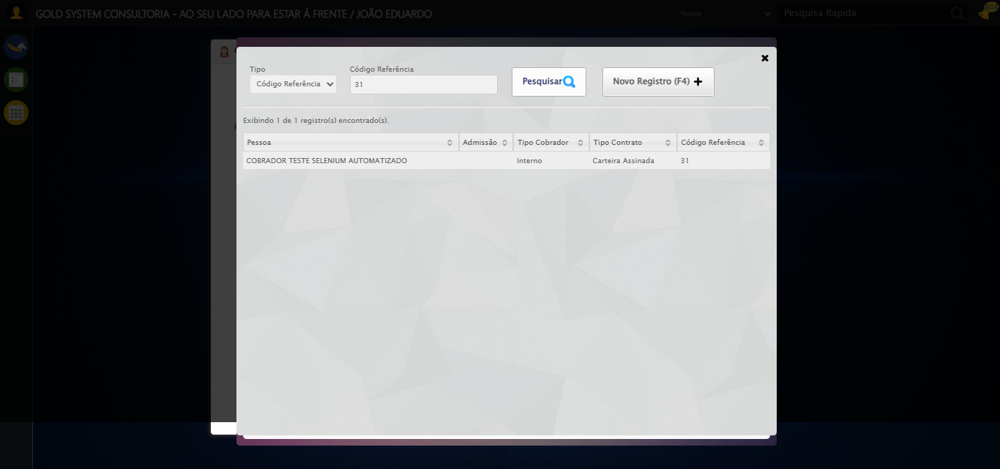 GOLD SYSTEM CONSULTORIA - AO SEU LADO PARA ESTAR À FRENTE / JOÃO EDUARDO
Nome
Pesquisa Rapida
Tipo
Código Referência
Código Referência
31
Pesquisar
Novo Registro (F4)
Exibindo 1 de 1 registro(s) encontrado(s).
Pessoa Admissão Tipo Cobrador Tipo Contrato Código Referência
COBRADOR TESTE SELENIUM AUTOMATIZADO Interno Carteira Assinada 31